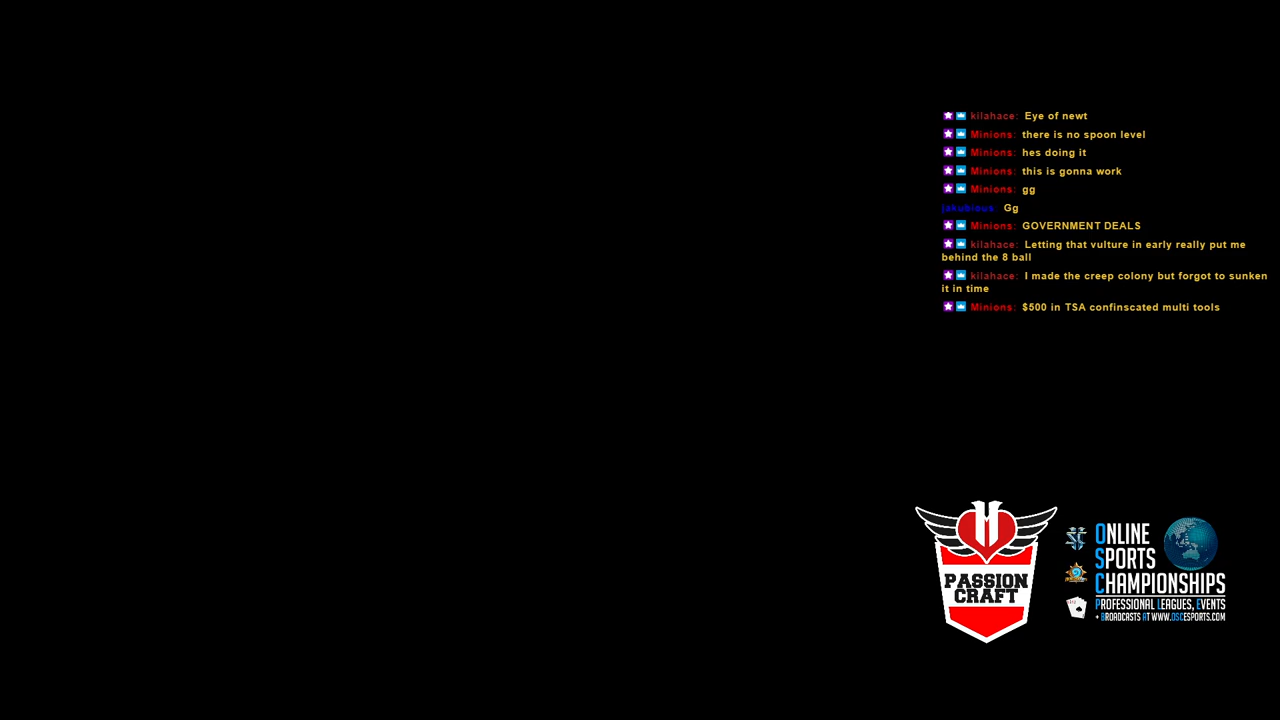 kilahace: Eye of newt
Minions: there is no spoon level
Minions: hes doing it
Minions: this is gonna work
Minions: gg
jakubious: Gg
Minions: GOVERNMENT DEALS
kilahace: Letting that vulture in early really put me
behind the 8 ball
kilahace: I made the creep colony but forgot to sunken
it in time
Minions: $500 in TSA confinscated multi tools
PASSION
CRAFT
ONLINE
SPORTS
CHAMPIONSHIPS
PROFESSIONAL LEAGUES, EVENTS
+ BROADCASTS AT WWW.OSCESPORTS.COM